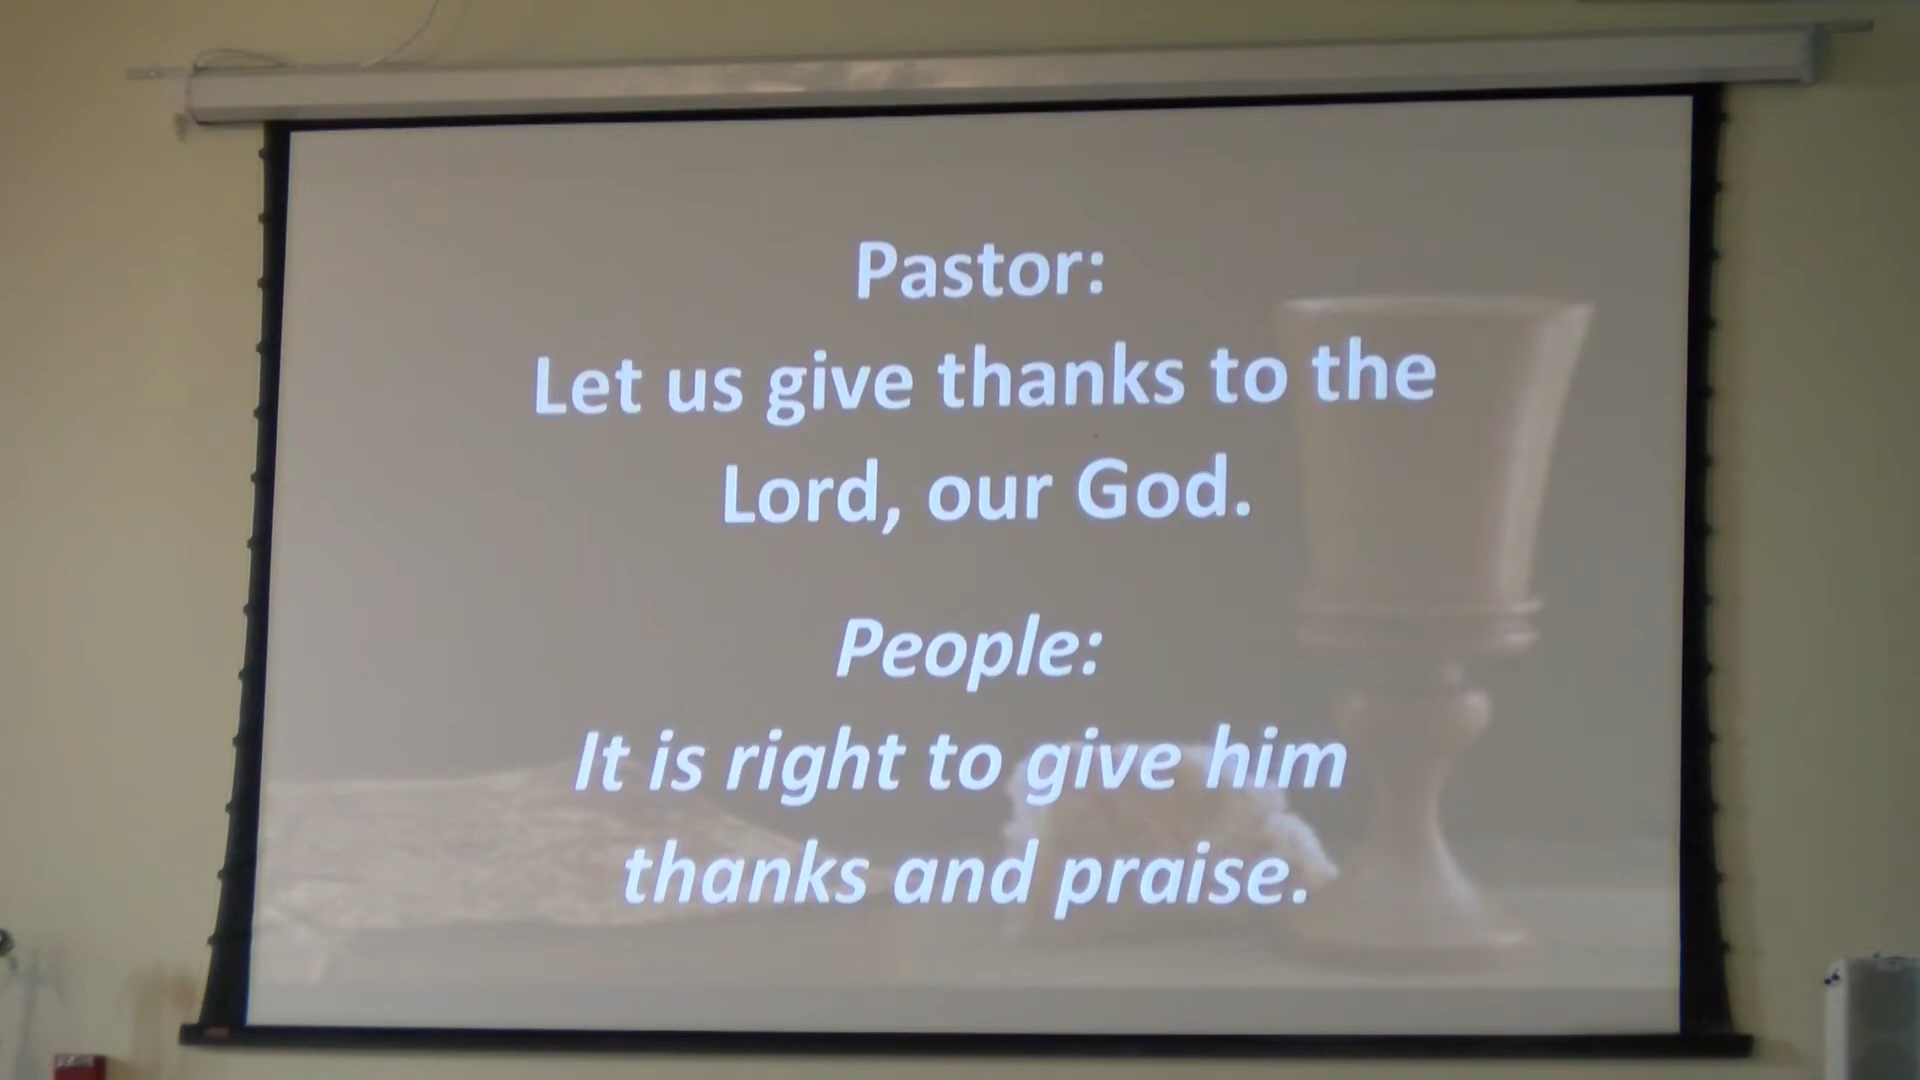 Pastor:
Let us give thanks to the
Lord, our God.
People:
It is right to give him
thanks and praise.